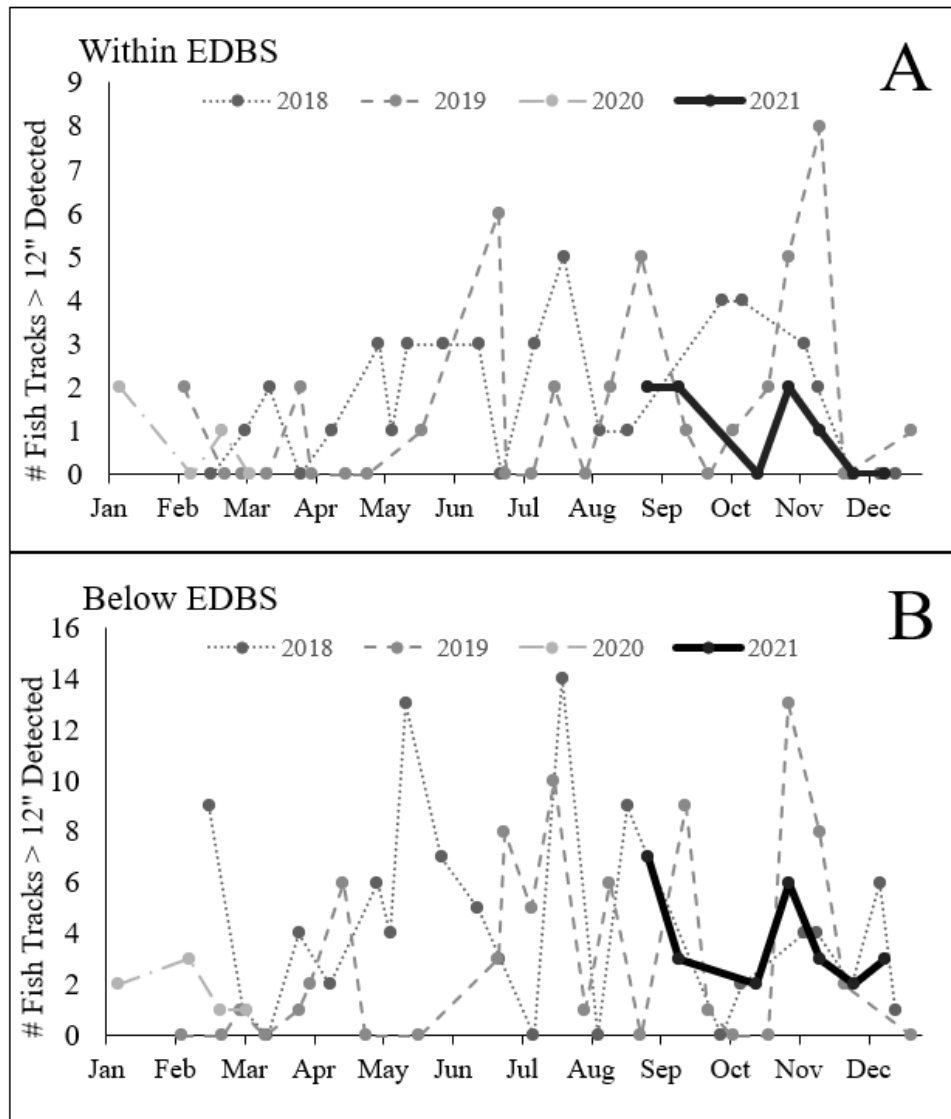 Within EDBS
A
9
2018 2019 2020 2021
8
7
6
5
4
3
2
1
0
# Fish Tracks > 12" Detected
Jan Feb Mar Apr May Jun Jul Aug Sep Oct Nov Dec
Below EDBS
B
16
2018 2019 2020 2021
14
12
10
8
6
4
2
0
# Fish Tracks > 12" Detected
Jan Feb Mar Apr May Jun Jul Aug Sep Oct Nov Dec